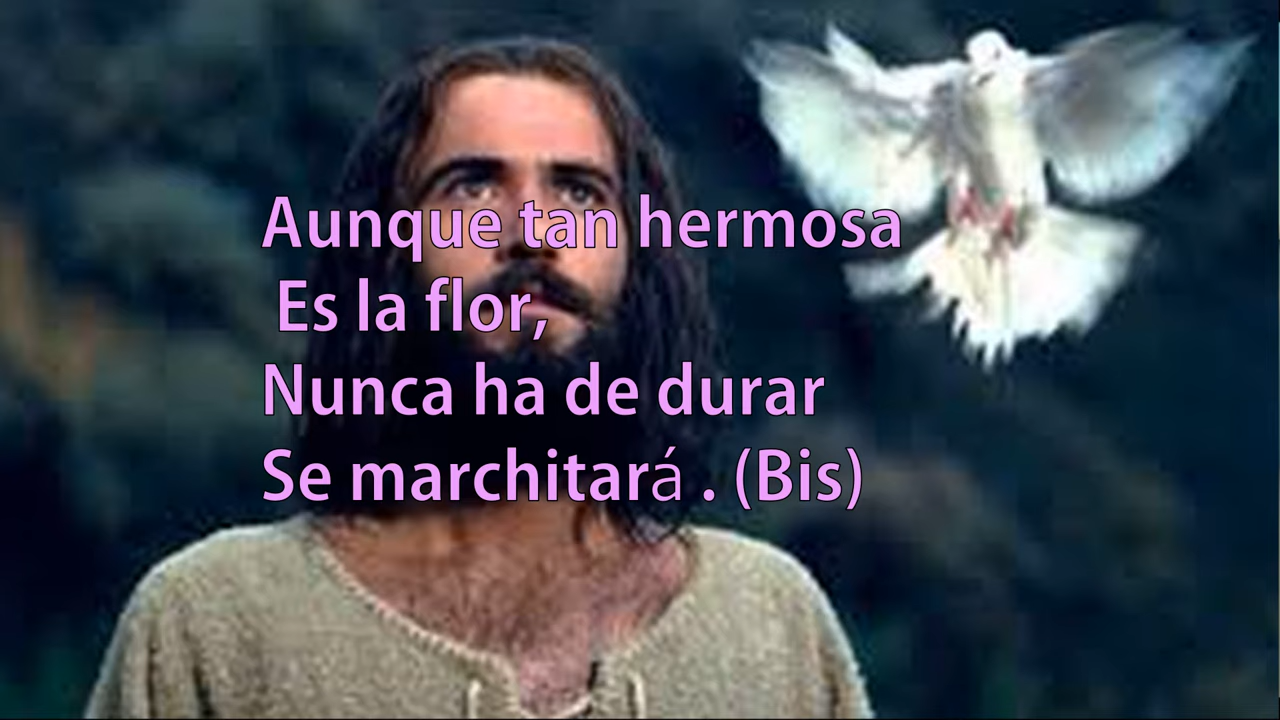 Aunque tan hermosa
Es la flor,
Nunca ha de durar
Se marchitará . (Bis)